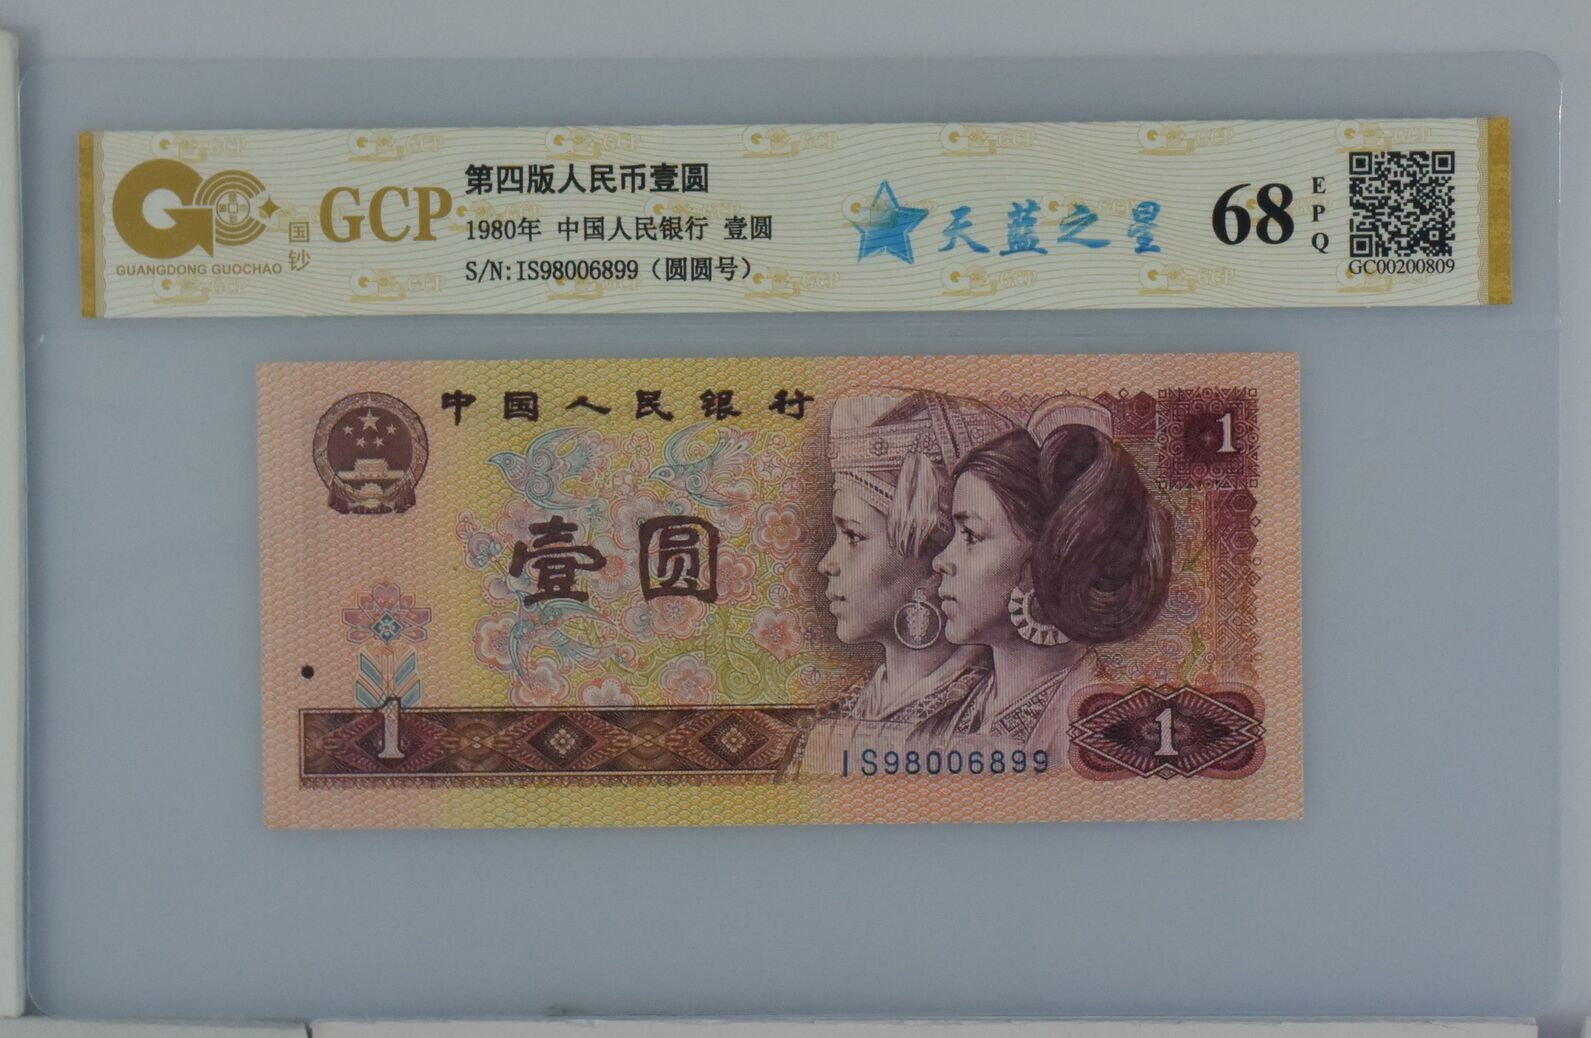 GUANGDONG GUOCHAO
国钞
GCP
第四版人民币壹圆
1980年 中国人民银行 壹圆
S/N:IS98006899（圆圆号）
天蓝之星
68
EPQ
GC00200809
中国人民银行
1
壹圆
1
IS98006899
1